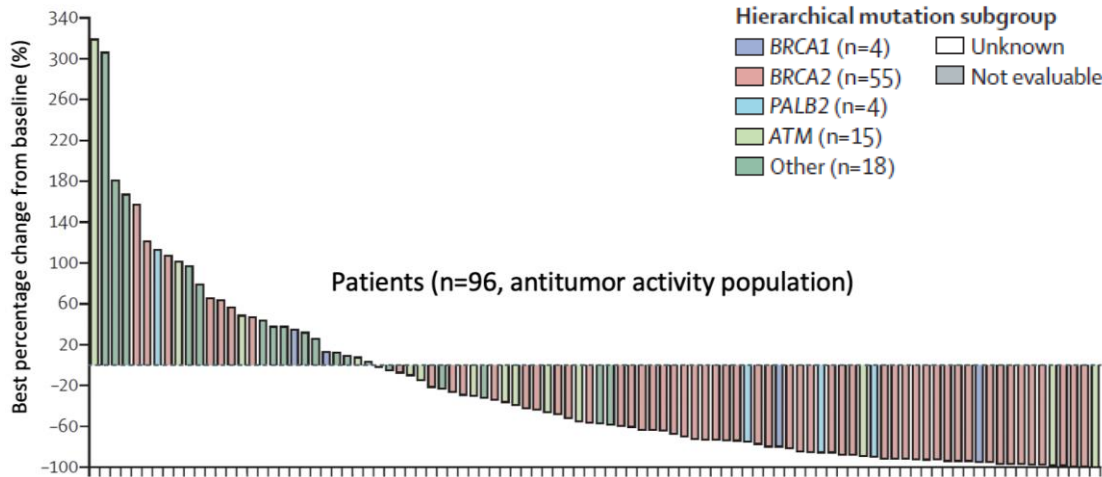 Best percentage change from baseline (%)
340
300
260
220
180
140
100
60
20
−20
−60
−100
Hierarchical mutation subgroup
BRCA1 (n=4)
BRCA2 (n=55)
PALB2 (n=4)
ATM (n=15)
Other (n=18)
Unknown
Not evaluable
Patients (n=96, antitumor activity population)